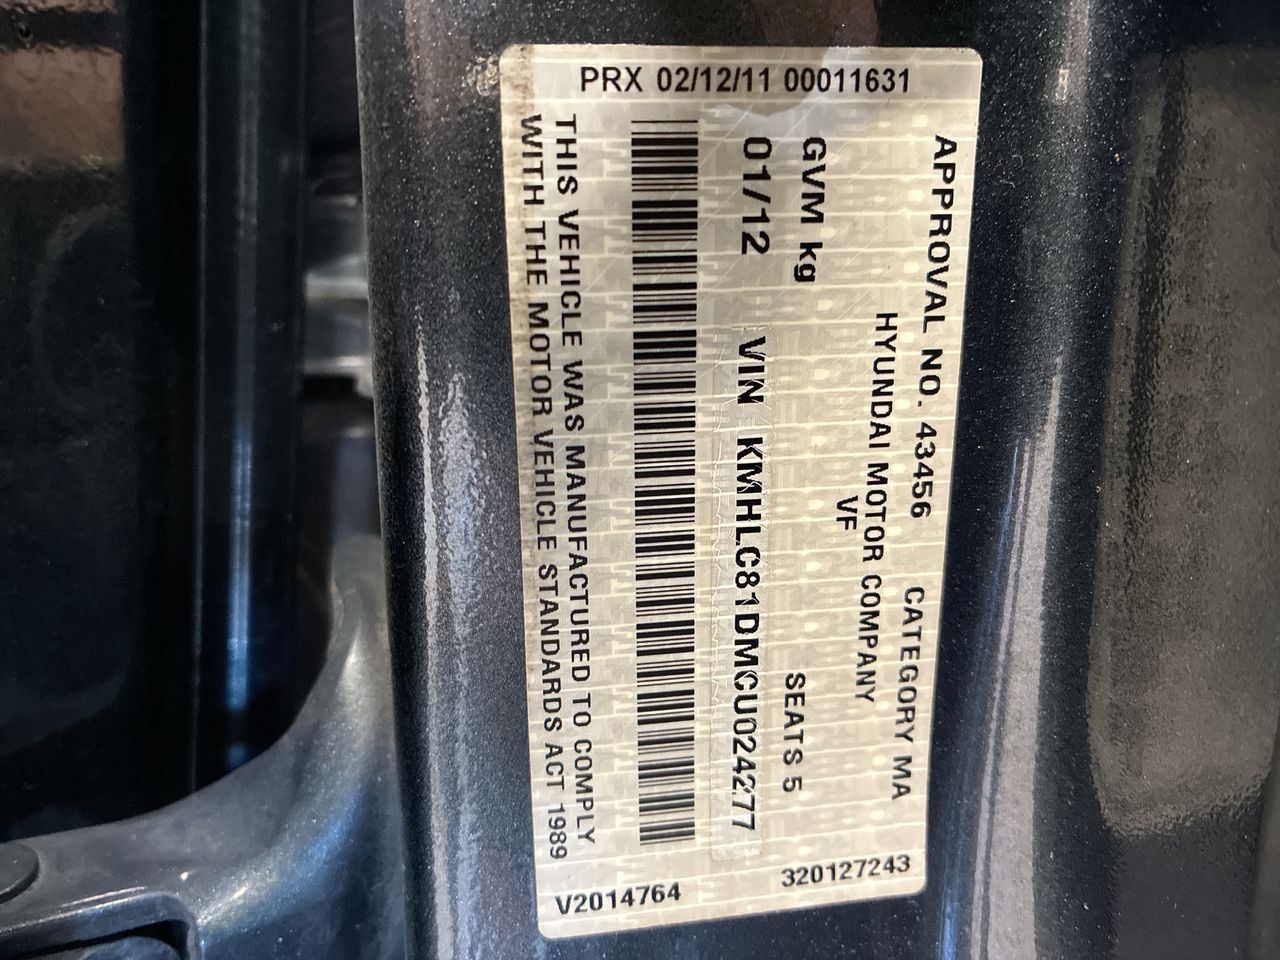 PRX 02/12/11 00011631
APPROVAL NO. 43456 CATEGORY MA
HYUNDAI MOTOR COMPANY
VF
GVM kg SEATS 5
01/12 VIN KMHLC81DMCU024277
THIS VEHICLE WAS MANUFACTURED TO COMPLY
WITH THE MOTOR VEHICLE STANDARDS ACT 1989
V2014764 320127243